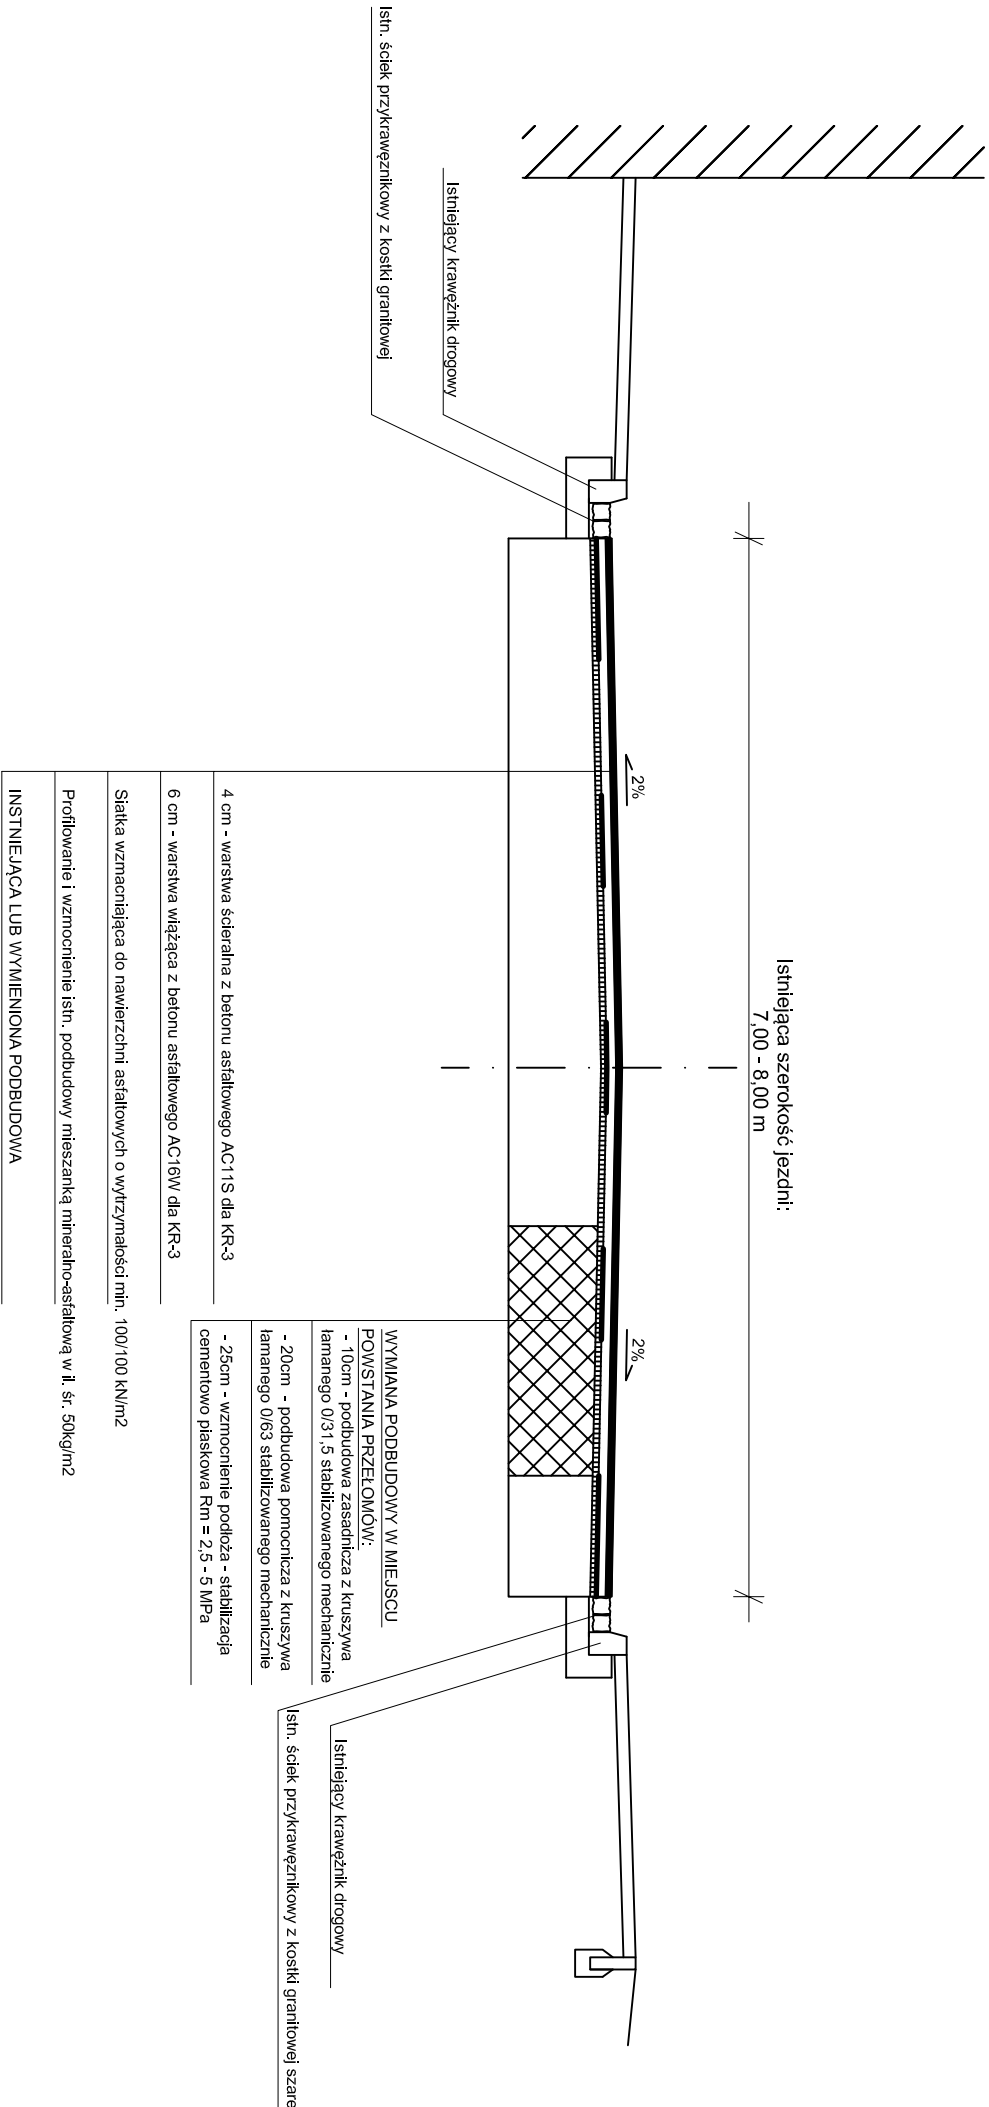 Istniejąca szerokość jezdni:
7,00 - 8,00 m
2%
2%
Istniejący krawężnik drogowy
Istn. ściek przykrawężnikowy z kostki granitowej
4 cm - warstwa ścieralna z betonu asfaltowego AC11S dla KR-3
6 cm - warstwa wiążąca z betonu asfaltowego AC16W dla KR-3
Siatka wzmacniająca do nawierzchni asfaltowych o wytrzymałości min. 100/100 kN/m2
Profilowanie i wzmocnienie istn. podbudowy mieszanką mineralno-asfaltową w il. śr. 50kg/m2
INSTNIEJĄCA LUB WYMIENIONA PODBUDOWA
WYMIANA PODBUDOWY W MIEJSCU
POWSTANIA PRZEŁOMÓW:
- 10cm - podbudowa zasadnicza z kruszywa
łamanego 0/31,5 stabilizowanego mechanicznie
- 20cm - podbudowa pomocnicza z kruszywa
łamanego 0/63 stabilizowanego mechanicznie
- 25cm - wzmocnienie podłoża - stabilizacja
cementowo piaskowa Rm = 2,5 - 5 MPa
Istniejący krawężnik drogowy
Istn. ściek przykrawężnikowy z kostki granitowej szare